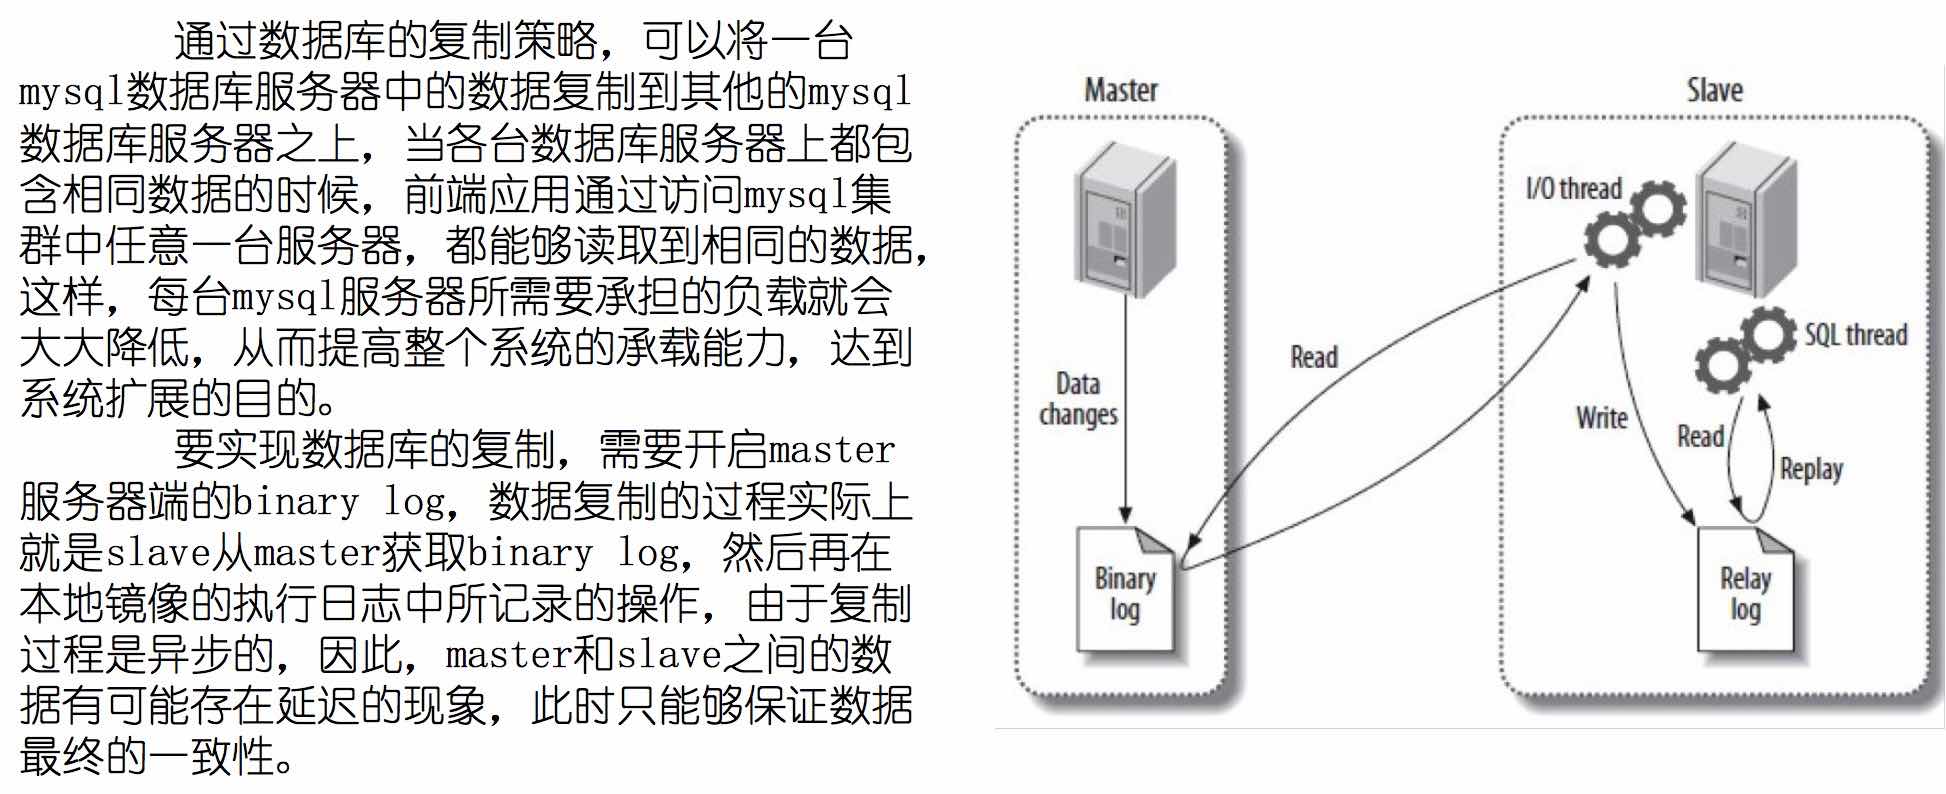 通过数据库的复制策略，可以将一台
mysql数据库服务器中的数据复制到其他的mysql
数据库服务器之上，当各台数据库服务器上都包
含相同数据的时候，前端应用通过访问mysql集
群中任意一台服务器，都能够读取到相同的数据，
这样，每台mysql服务器所需要承担的负载就会
大大降低，从而提高整个系统的承载能力，达到
系统扩展的目的。
要实现数据库的复制，需要开启master
服务器端的binary log，数据复制的过程实际上
就是slave从master获取binary log，然后再在
本地镜像的执行日志中所记录的操作，由于复制
过程是异步的，因此，master和slave之间的数
据有可能存在延迟的现象，此时只能够保证数据
最终的一致性。
Master
Data
changes
Binary
log
Read
Slave
I/O thread
SQL thread
Write
Read
Replay
Relay
log